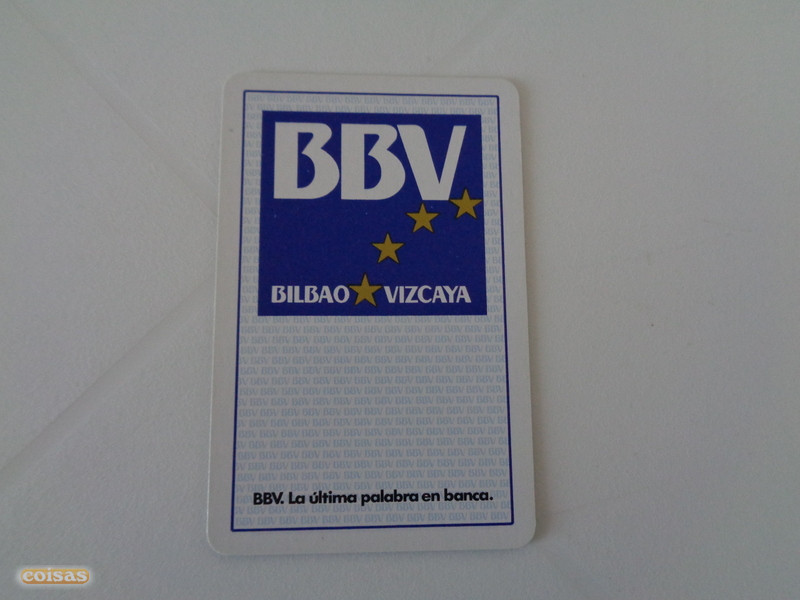 BBV
BILBAO VIZCAYA
BBV. La última palabra en banca.
coisas